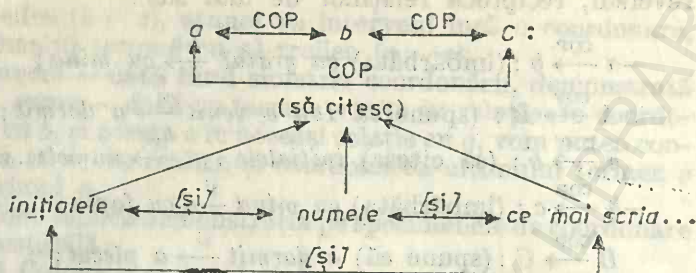 COP COP
a b c :
COP
(să citesc)
inițialele [și] numele [și] ce mai scria...
[și]